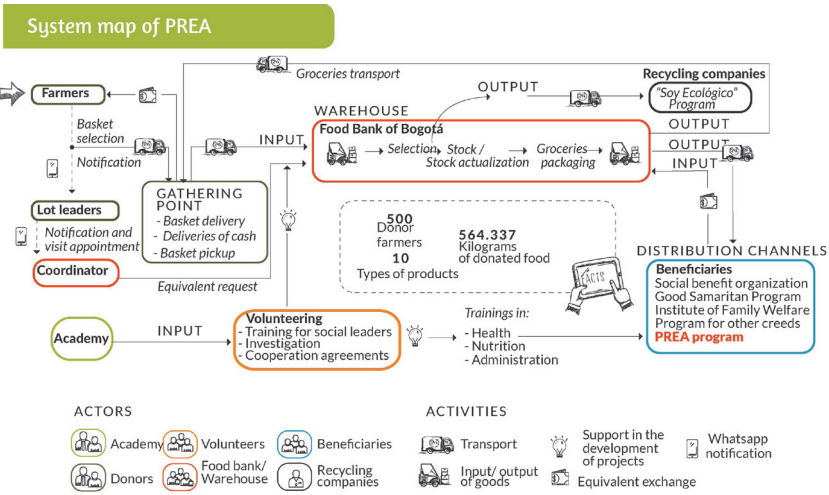 System map of PREA
Groceries transport
Recycling companies
"Soy Ecológico"
Program
OUTPUT
Farmers
WAREHOUSE
Food Bank of Bogotá
OUTPUT
Basket
selection
Notification
INPUT
Selection
Stock /
Stock actualization
Groceries
packaging
OUTPUT
INPUT
GATHERING
POINT
- Basket delivery
- Deliveries of cash
- Basket pickup
Lot leaders
Notification and
visit appointment
Coordinator
Equivalent request
500
Donor
farmers
10
Types of products
564.337
Kilograms
of donated food
FACTS
DISTRIBUTION CHANNELS
Beneficiaries
Social benefit organization
Good Samaritan Program
Institute of Family Welfare
Program for other creeds
PREA program
Academy
INPUT
Volunteering
- Training for social leaders
- Investigation
- Cooperation agreements
Trainings in:
- Health
- Nutrition
- Administration
ACTORS
Academy
Volunteers
Beneficiaries
Donors
Food bank/
Warehouse
Recycling
companies
ACTIVITIES
Transport
Support in the
development
of projects
Whatsapp
notification
Input/ output
of goods
Equivalent exchange